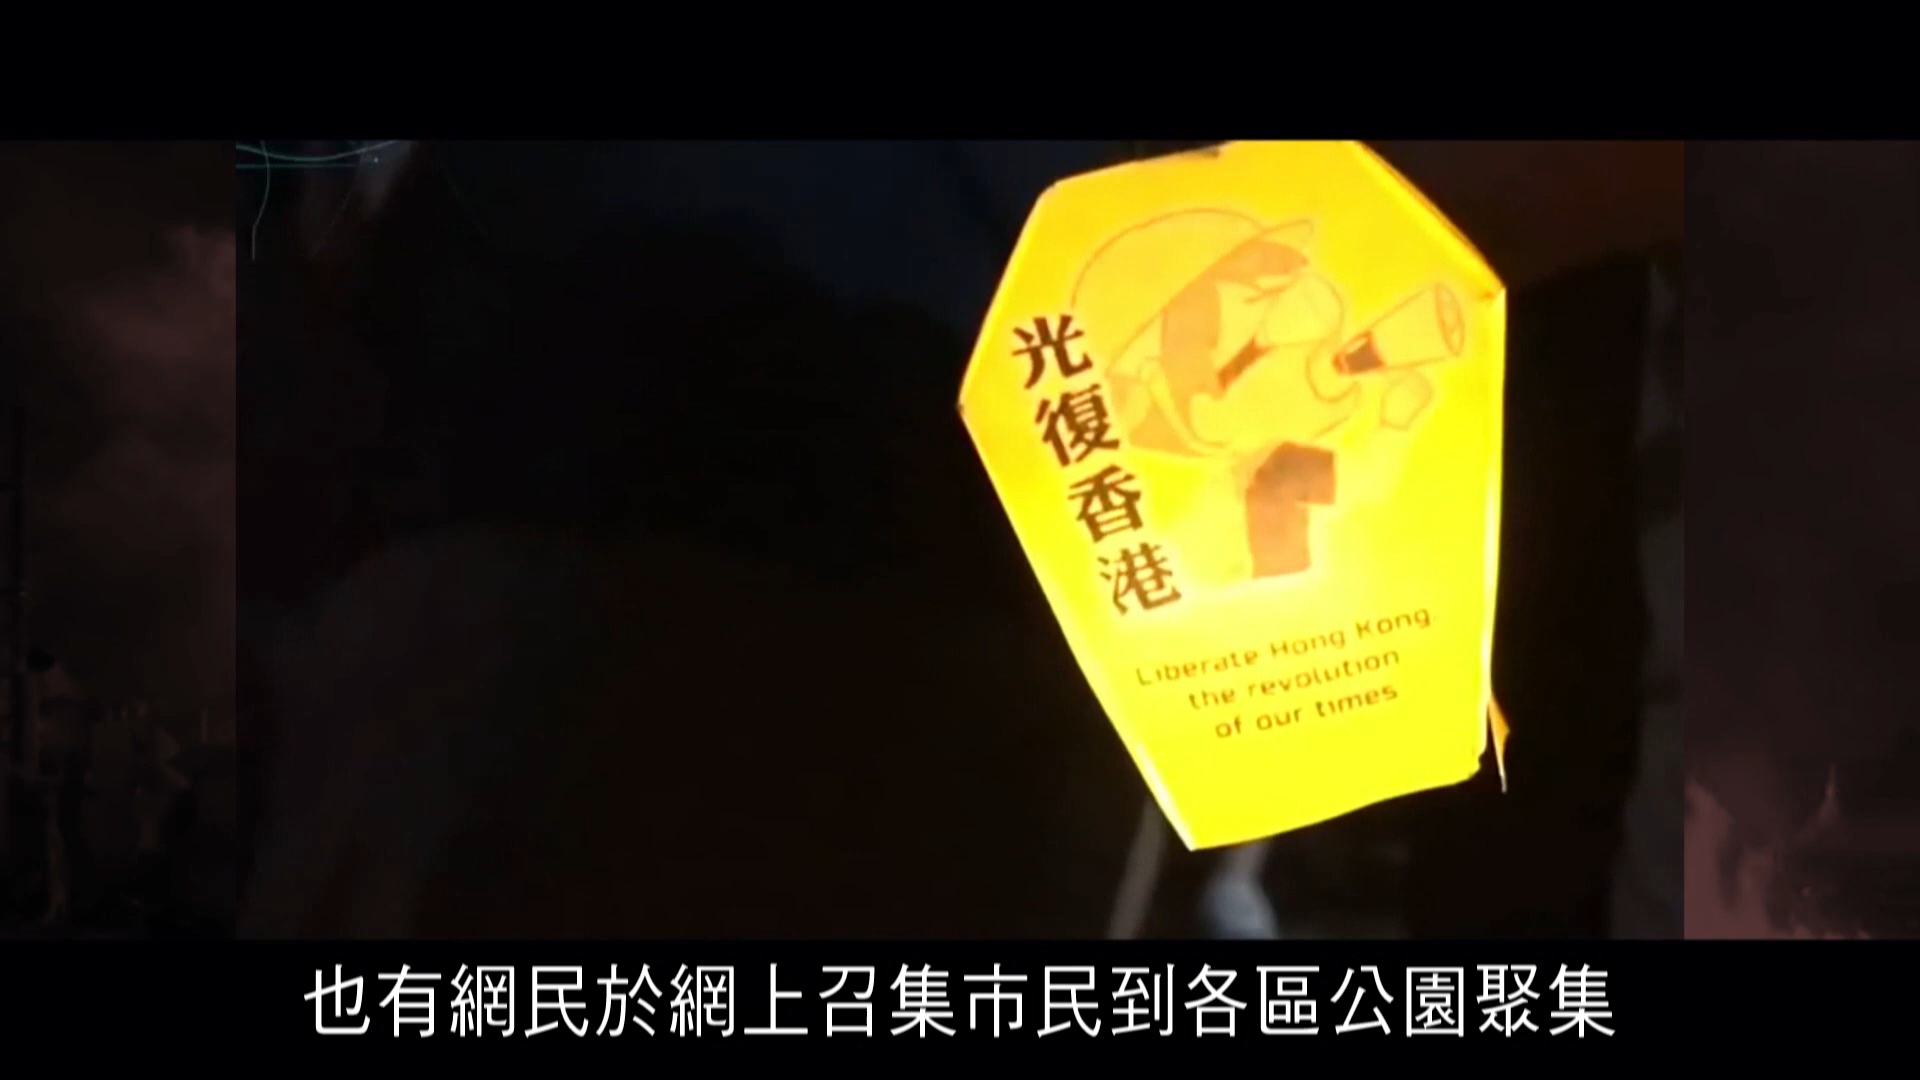 光復香港
Liberate Hong Kong,
the revolution
of our times
也有網民於網上召集市民到各區公園聚集